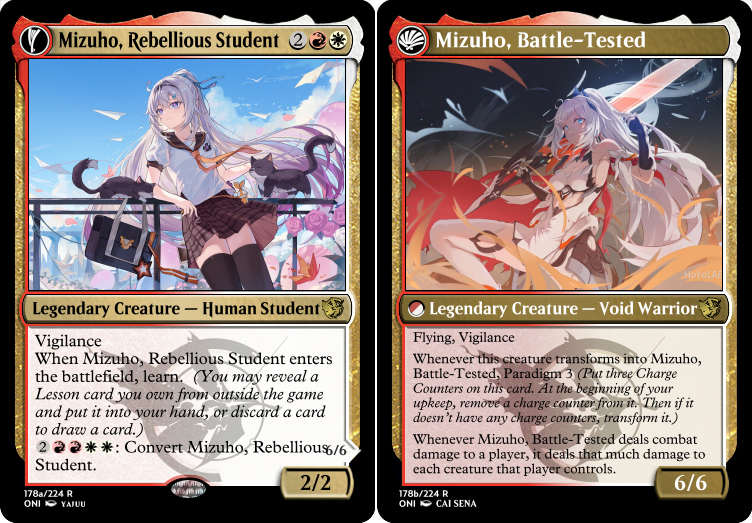 Mizuho, Rebellious Student 2
Vigilance
When Mizuho, Rebellious Student enters
the battlefield, learn. (You may reveal a
Lesson card you own from outside the game
and put it into your hand, or discard a card
to draw a card.)
2: Convert Mizuho, Rebellious
Student.
6/6
Legendary Creature — Human Student
2/2
178a/224 R
ONI YAJUU
Mizuho, Battle-Tested
HOYOLAB
Legendary Creature — Void Warrior
Flying, Vigilance
Whenever this creature transforms into Mizuho,
Battle-Tested, Paradigm 3 (Put three Charge
Counters on this card. At the beginning of your
upkeep, remove a charge counter from it. Then if it
doesn't have any charge counters, transform it.)
Whenever Mizuho, Battle-Tested deals combat
damage to a player, it deals that much damage to
each creature that player controls.
6/6
178b/224 R
ONI CAI SENA